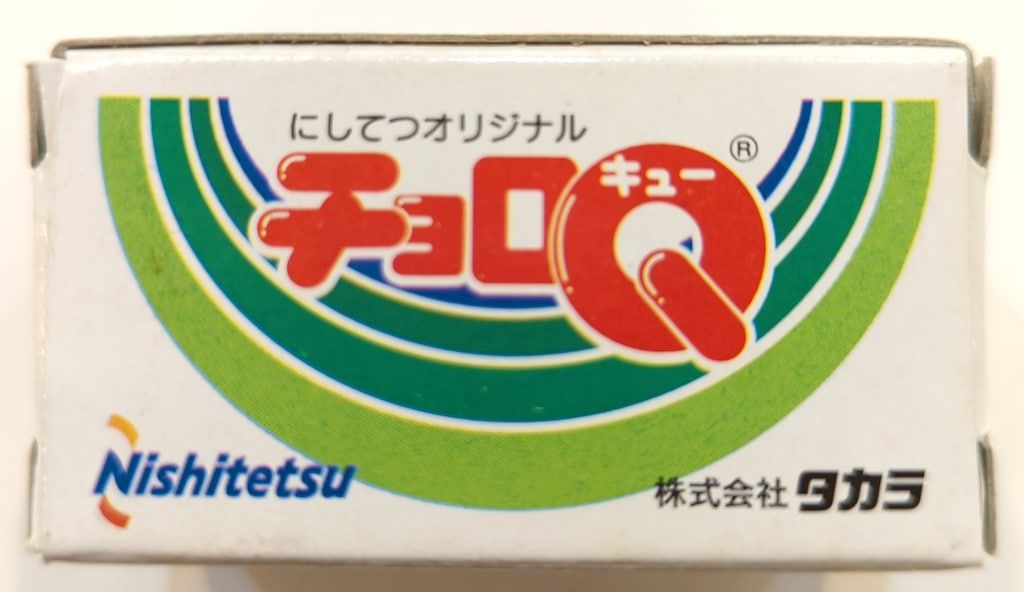 にしてつオリジナル
チョロQ®
キュー
Nishitetsu
株式会社タカラ